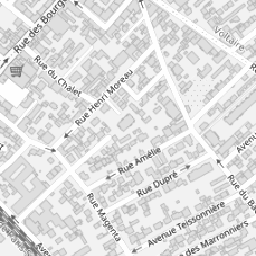 Rue des Bourg
Voltaire
Rue du Chalet
Rue Henri Moreau
Rue Amélie
Rue Dupré
Rue Magenta
Avenue Teissonnière
des Marronniers
Rue du Ba
Avenu
Ave